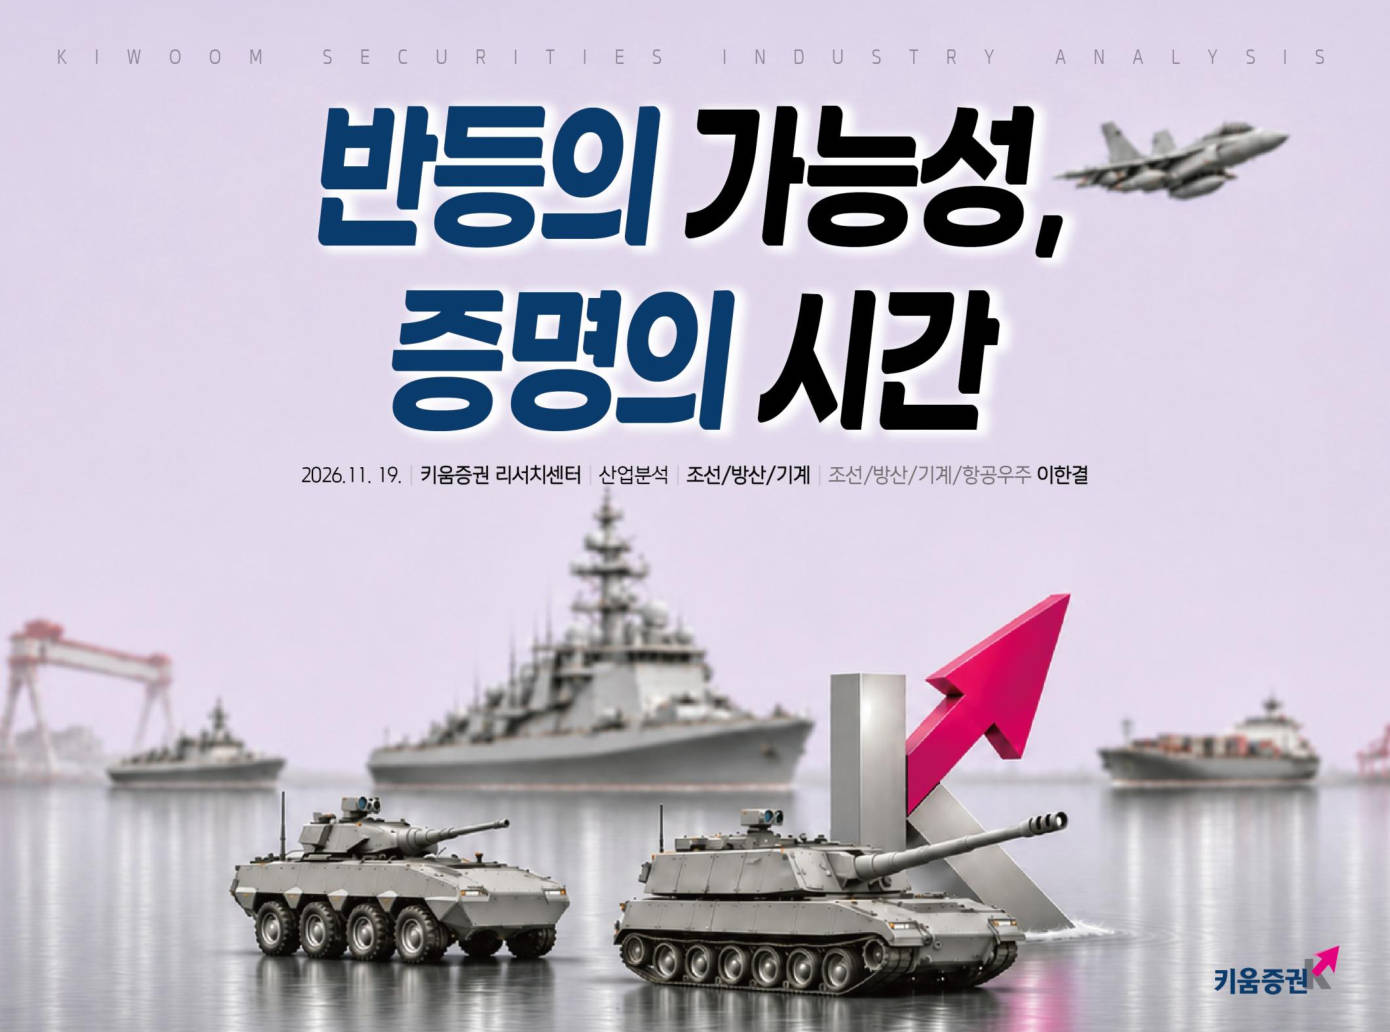 KIWOOM SECURITIES INDUSTRY ANALYSIS
반등의 가능성,
증명의 시간
2026.11. 19. | 키움증권 리서치센터 | 산업분석 | 조선/방산/기계 | 조선/방산/기계/항공우주 이한결
키움증권